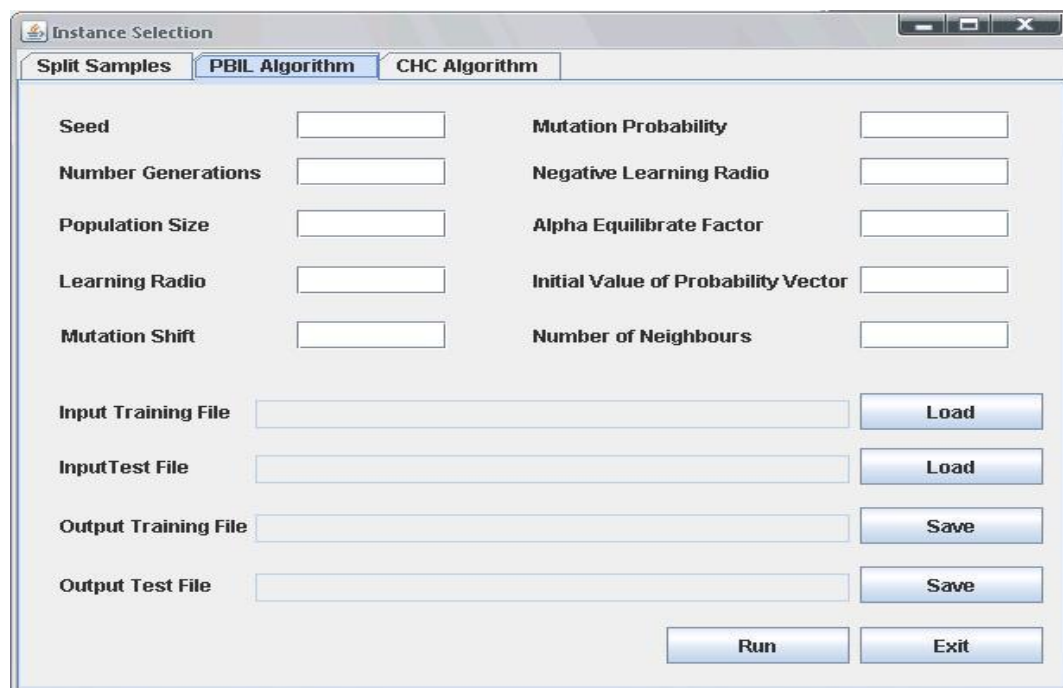 Instance Selection
Split Samples PBIL Algorithm CHC Algorithm
Seed Mutation Probability
Number Generations Negative Learning Radio
Population Size Alpha Equilibrate Factor
Learning Radio Initial Value of Probability Vector
Mutation Shift Number of Neighbours
Input Training File Load
InputTest File Load
Output Training File Save
Output Test File Save
Run Exit